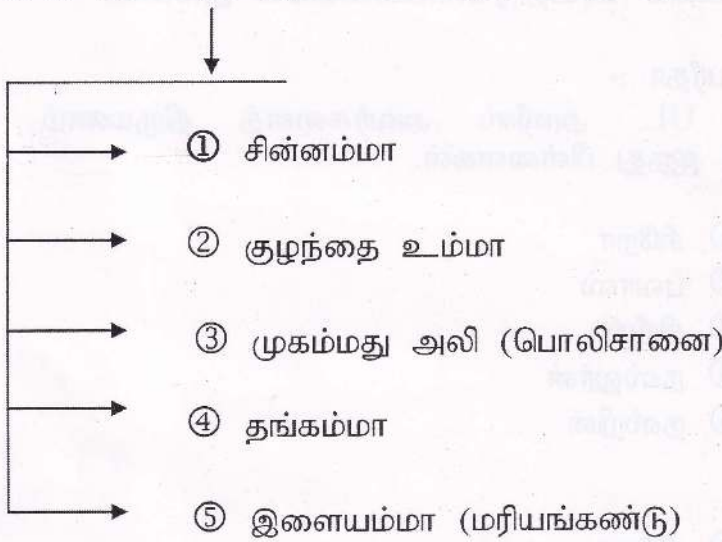 ① சின்னம்மா
② குழந்தை உம்மா
③ முகம்மது அலி (பொலிசானை)
④ தங்கம்மா
⑤ இளையம்மா (மரியங்கண்டு)